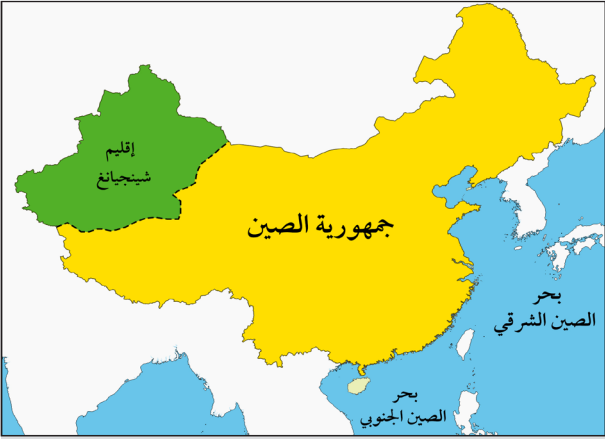 إقليم
شينجيانغ
جمهورية الصين
بحر
الصين الشرقي
بحر
الصين الجنوبي